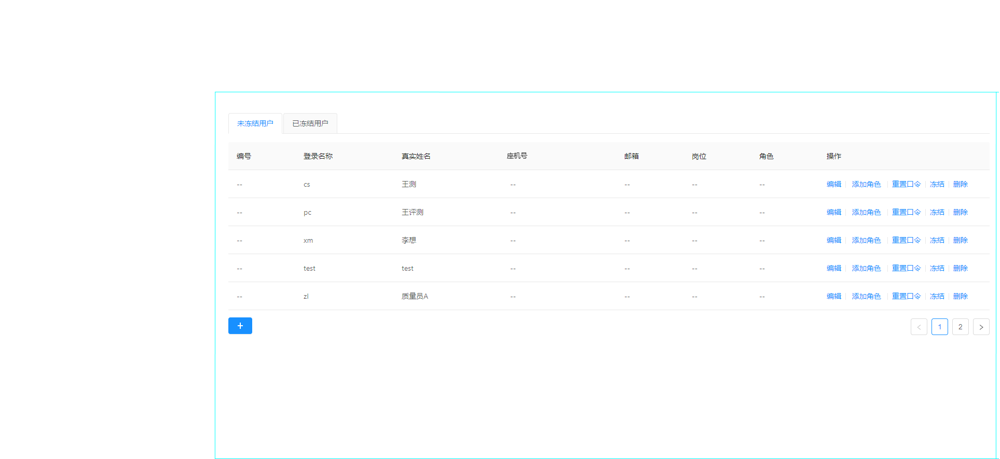 未冻结用户 已冻结用户
编号 登录名称 真实姓名 座机号 邮箱 岗位 角色 操作
-- cs 王测 -- -- -- -- 编辑 添加角色 重置口令 冻结 删除
-- pc 王评测 -- -- -- -- 编辑 添加角色 重置口令 冻结 删除
-- xm 李想 -- -- -- -- 编辑 添加角色 重置口令 冻结 删除
-- test test -- -- -- -- 编辑 添加角色 重置口令 冻结 删除
-- zl 质量员A -- -- -- -- 编辑 添加角色 重置口令 冻结 删除
+ < 1 2 >